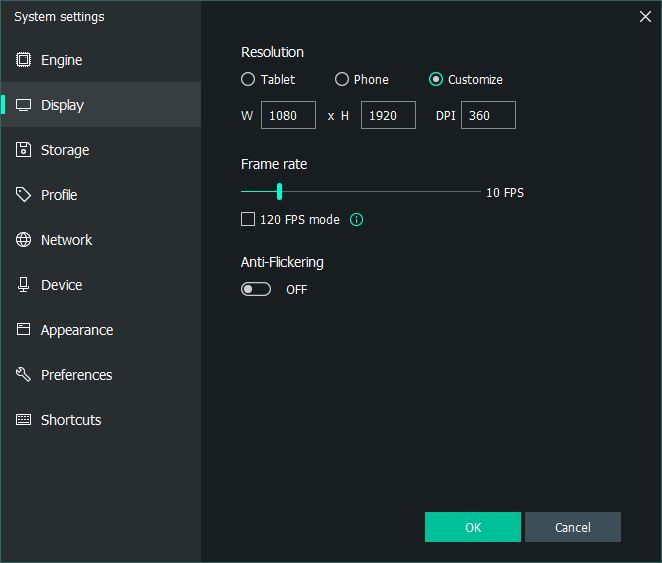 System settings
Engine
Display
Storage
Profile
Network
Device
Appearance
Preferences
Shortcuts
Resolution
Tablet Phone Customize
W 1080 x H 1920 DPI 360
Frame rate
10 FPS
120 FPS mode
Anti-Flickering
OFF
OK Cancel